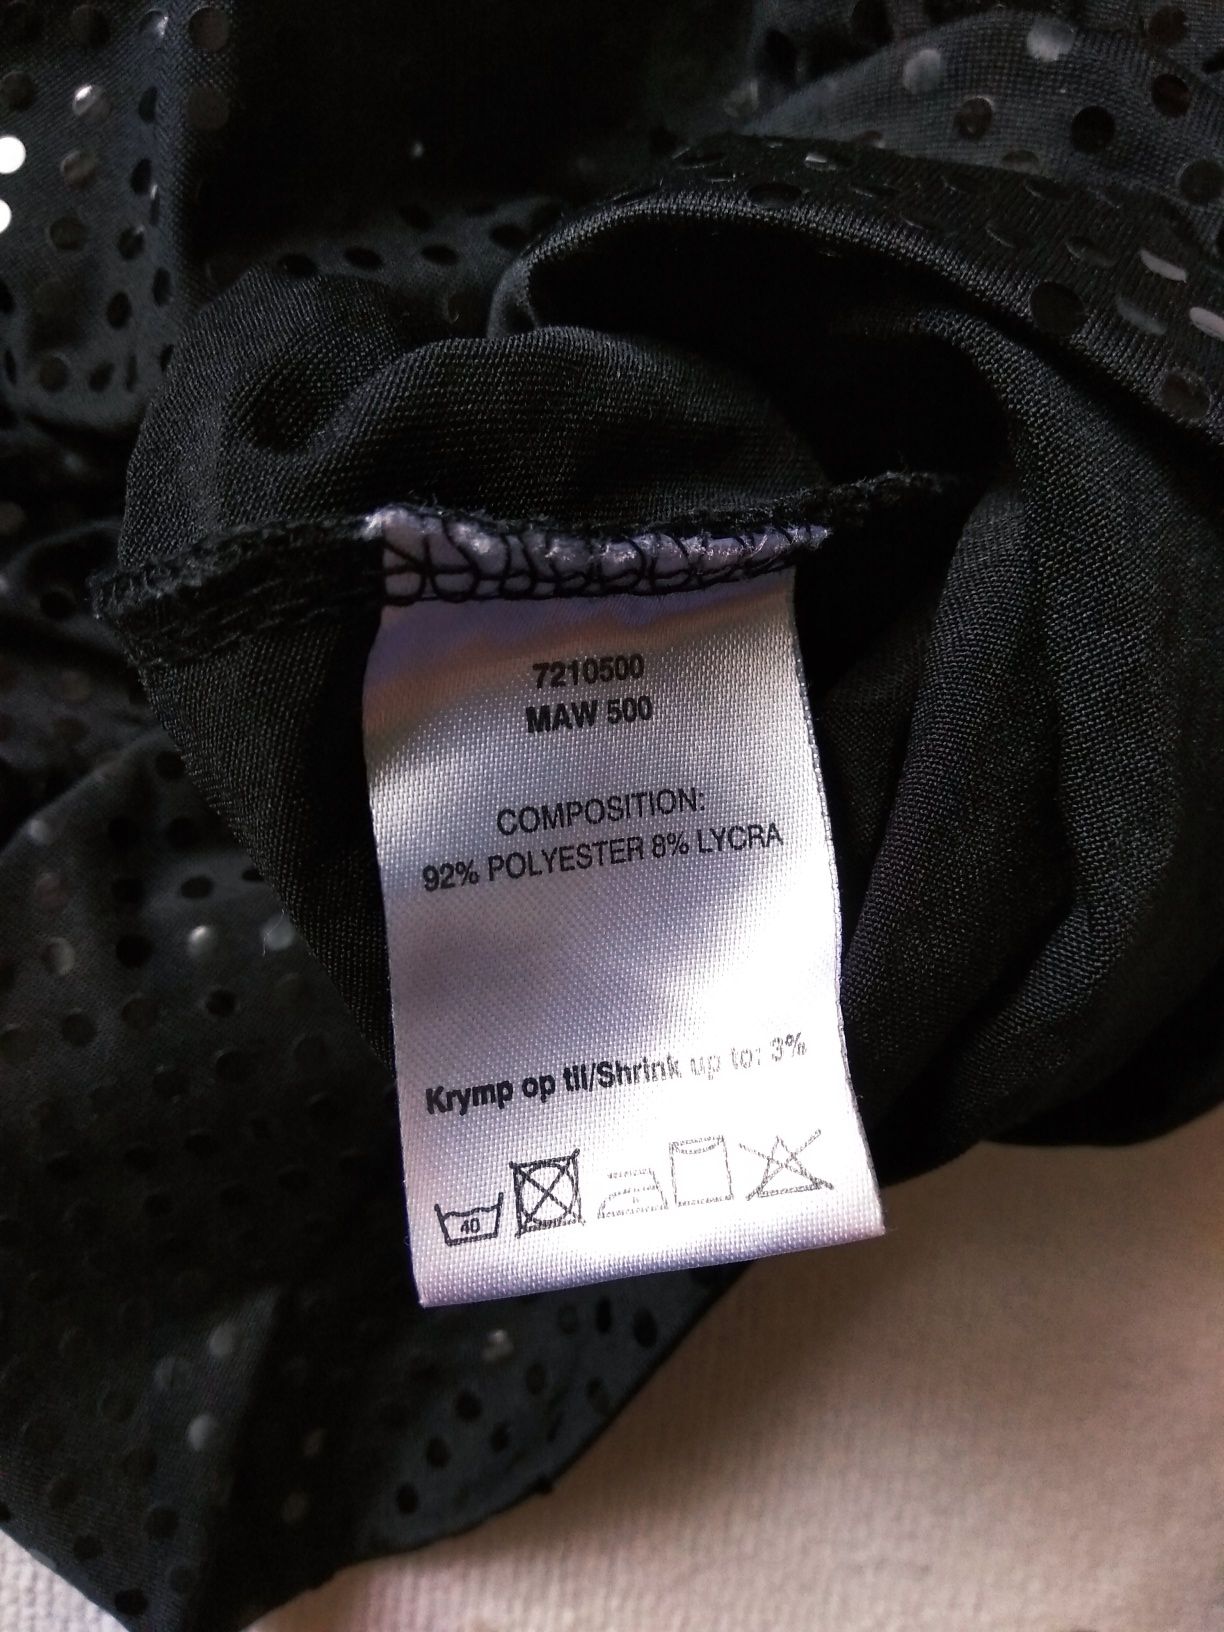 7210500
MAW 500
COMPOSITION:
92% POLYESTER 8% LYCRA
Krymp op til/Shrink up to: 3%
40